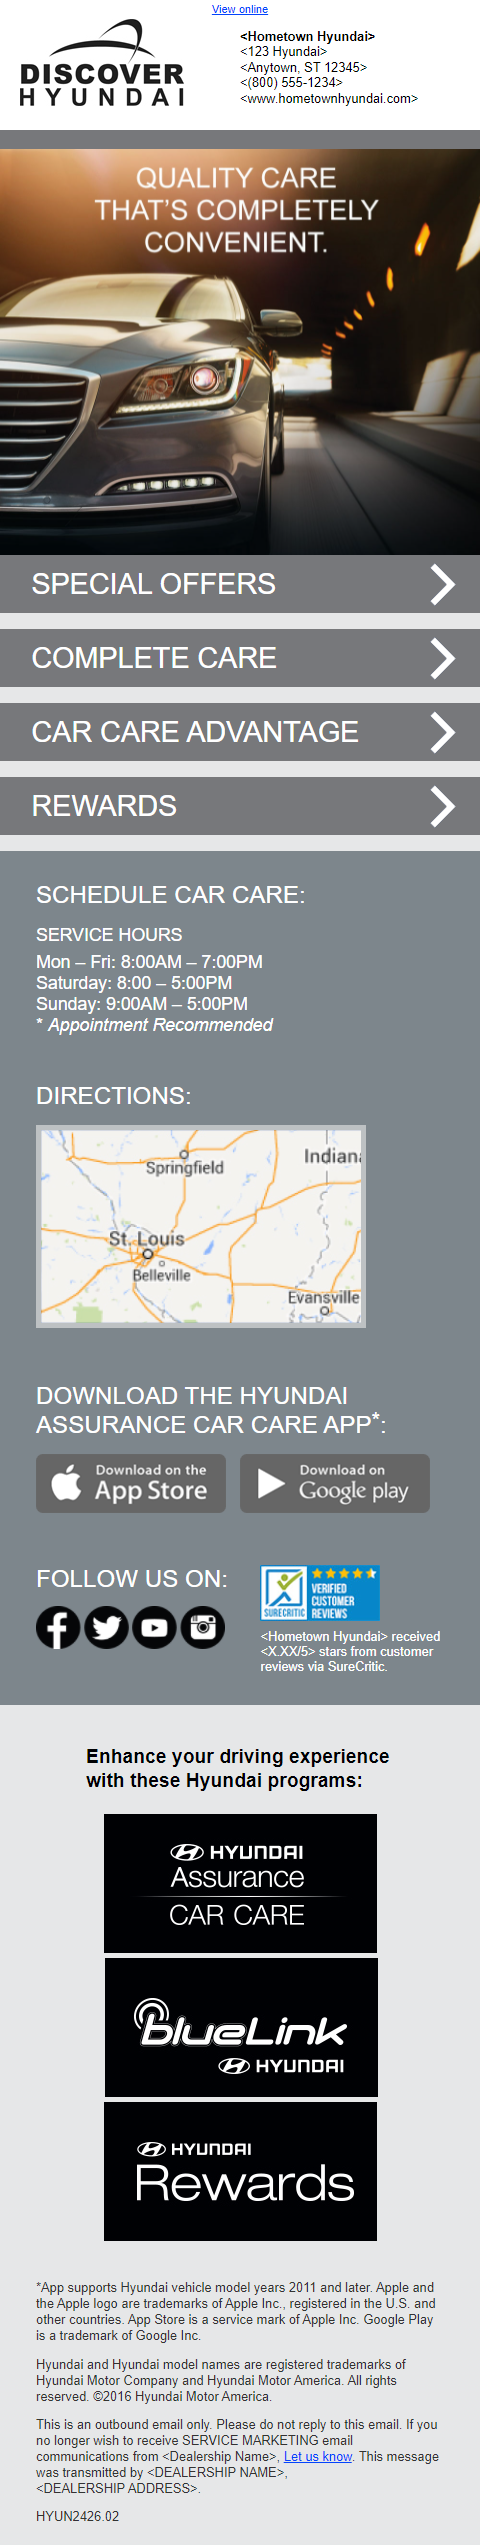 View online
DISCOVER
HYUNDAI
<Hometown Hyundai>
<123 Hyundai>
<Anytown, ST 12345>
<(800) 555-1234>
<www.hometownhyundai.com>
QUALITY CARE
THAT'S COMPLETELY
CONVENIENT.
SPECIAL OFFERS
COMPLETE CARE
CAR CARE ADVANTAGE
REWARDS
SCHEDULE CAR CARE:
SERVICE HOURS
Mon – Fri: 8:00AM – 7:00PM
Saturday: 8:00 – 5:00PM
Sunday: 9:00AM – 5:00PM
* Appointment Recommended
DIRECTIONS:
Springfield
Indiana
St. Louis
Belleville
Evansville
DOWNLOAD THE HYUNDAI
ASSURANCE CAR CARE APP*:
Download on the
App Store
Download on
Google play
FOLLOW US ON:
SURECRITIC
VERIFIED
CUSTOMER
REVIEWS
<Hometown Hyundai> received
<X.XX/5> stars from customer
reviews via SureCritic.
Enhance your driving experience
with these Hyundai programs:
HYUNDAI
Assurance
CAR CARE
blueLink
HYUNDAI
HYUNDAI
Rewards
*App supports Hyundai vehicle model years 2011 and later. Apple and
the Apple logo are trademarks of Apple Inc., registered in the U.S. and
other countries. App Store is a service mark of Apple Inc. Google Play
is a trademark of Google Inc.
Hyundai and Hyundai model names are registered trademarks of
Hyundai Motor Company and Hyundai Motor America. All rights
reserved. ©2016 Hyundai Motor America.
This is an outbound email only. Please do not reply to this email. If you
no longer wish to receive SERVICE MARKETING email
communications from <Dealership Name>, Let us know. This message
was transmitted by <DEALERSHIP NAME>,
<DEALERSHIP ADDRESS>.
HYUN2426.02